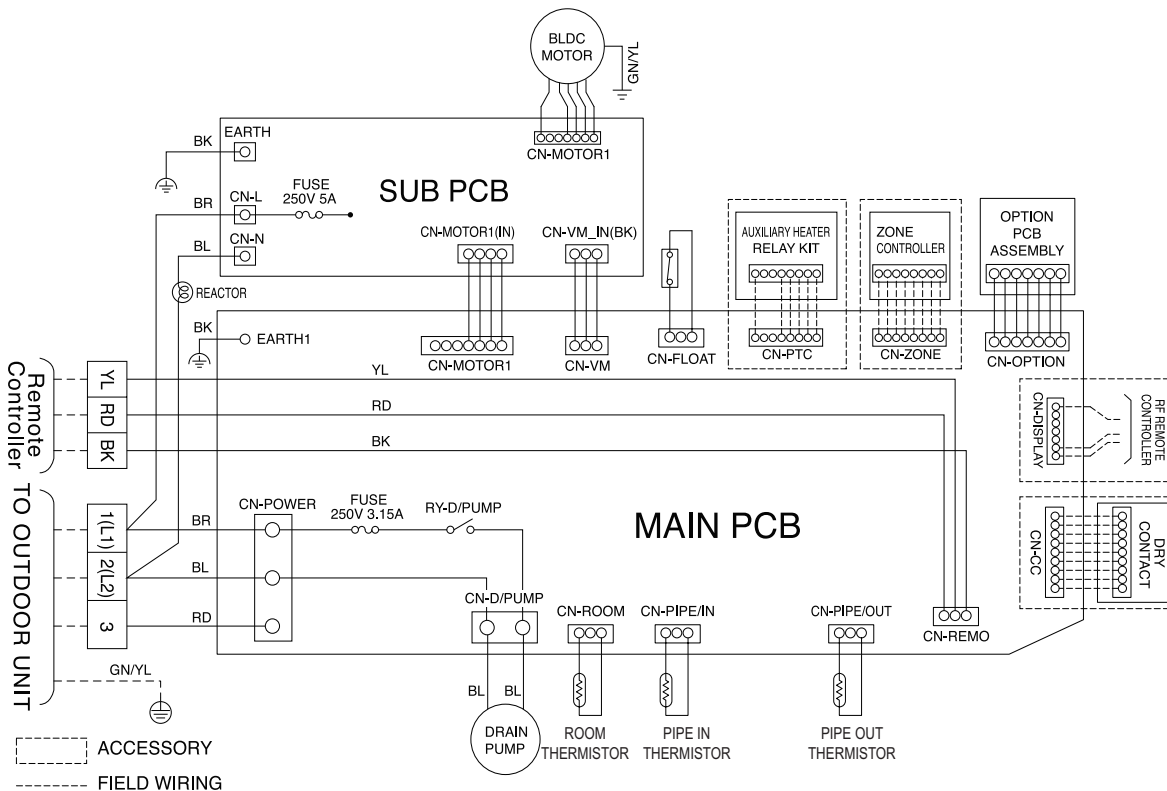 BLDC
MOTOR
GN/YL
EARTH
BK
CN-MOTOR1
FUSE
250V 5A
SUB PCB
CN-L
BR
CN-N
BL
CN-MOTOR1(IN)
CN-VM_IN(BK)
REACTOR
BK
EARTH1
CN-MOTOR1
CN-VM
CN-FLOAT
AUXILIARY HEATER
RELAY KIT
CN-PTC
ZONE
CONTROLLER
CN-ZONE
OPTION
PCB
ASSEMBLY
CN-OPTION
Remote
Controller
YL
RD
BK
YL
RD
BK
CN-DISPLAY
RF REMOTE
CONTROLLER
TO OUTDOOR UNIT
1(L1)
2(L2)
3
BR
BL
RD
GN/YL
CN-POWER
FUSE
250V 3.15A
RY-D/PUMP
MAIN PCB
CN-CC
DRY
CONTACT
CN-D/PUMP
CN-ROOM
CN-PIPE/IN
CN-PIPE/OUT
CN-REMO
BL
BL
DRAIN
PUMP
ROOM
THERMISTOR
PIPE IN
THERMISTOR
PIPE OUT
THERMISTOR
ACCESSORY
FIELD WIRING